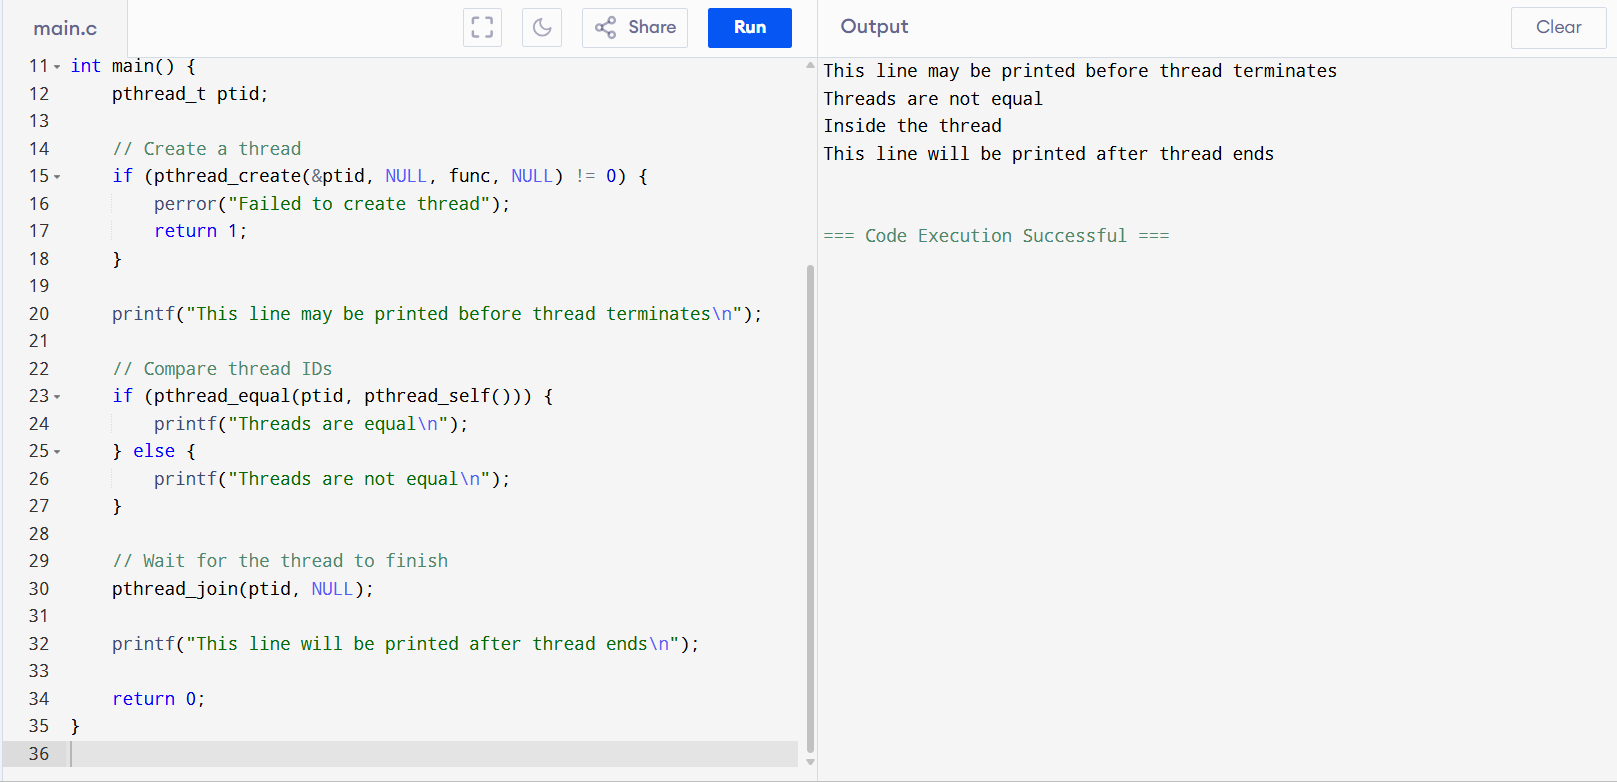 main.c
Share
Run
11 int main() {
12     pthread_t ptid;
13
14     // Create a thread
15     if (pthread_create(&ptid, NULL, func, NULL) != 0) {
16         perror("Failed to create thread");
17         return 1;
18     }
19
20     printf("This line may be printed before thread terminates\n");
21
22     // Compare thread IDs
23     if (pthread_equal(ptid, pthread_self())) {
24         printf("Threads are equal\n");
25     } else {
26         printf("Threads are not equal\n");
27     }
28
29     // Wait for the thread to finish
30     pthread_join(ptid, NULL);
31
32     printf("This line will be printed after thread ends\n");
33
34     return 0;
35 }
36
Output
Clear
This line may be printed before thread terminates
Threads are not equal
Inside the thread
This line will be printed after thread ends
=== Code Execution Successful ===